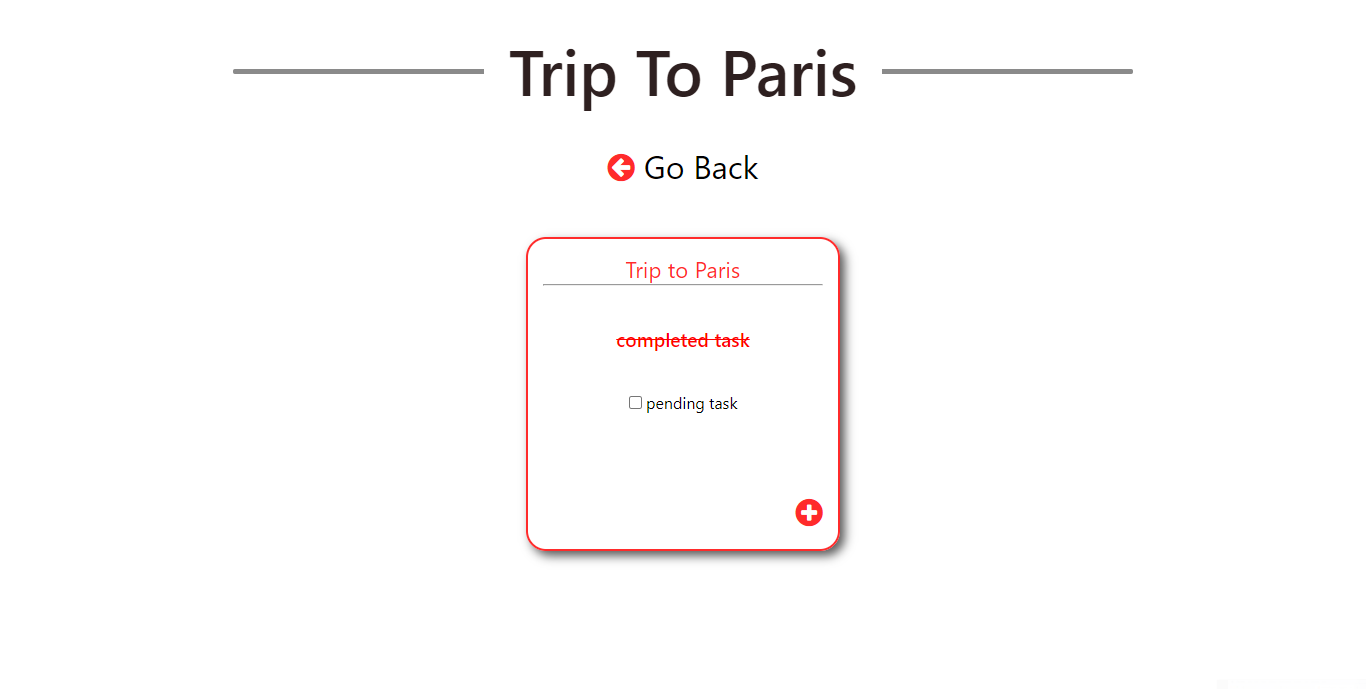 Trip To Paris
Go Back
Trip to Paris
completed task
pending task